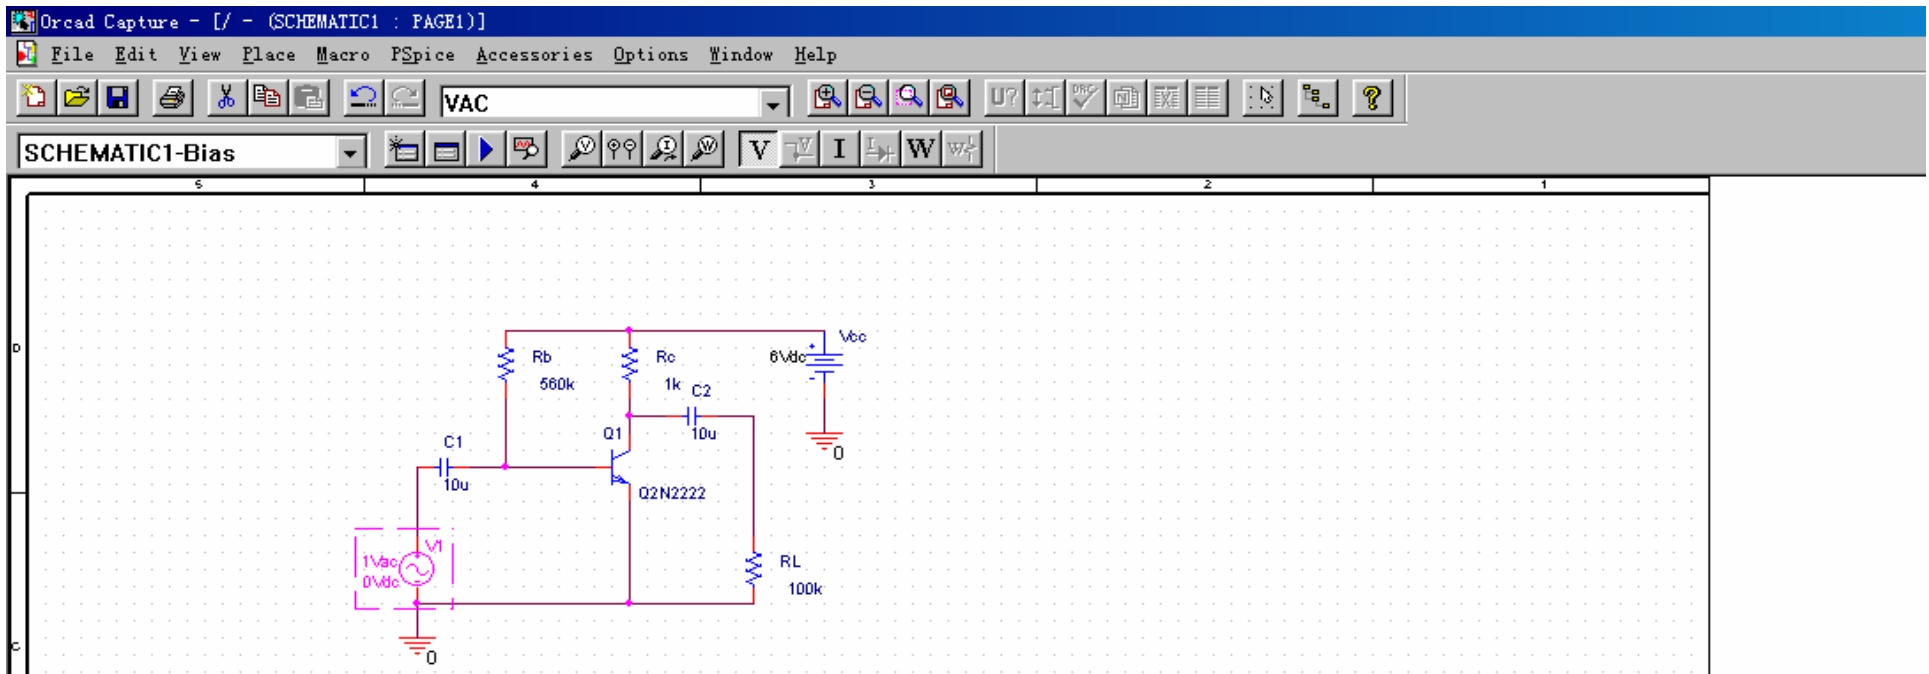 Orcad Capture - [/ - (SCHEMATIC1 : PAGE1)]
File Edit View Place Macro PSpice Accessories Options Window Help
VAC
U?
DRC
SCHEMATIC1-Bias
V I W
5 4 3 2 1
D
Vcc
6Vdc
Rb
560k
Rc
1k
C2
10u
Q1
0
C1
10u
Q2N2222
V1
1Vac
0Vdc
RL
100k
C
0